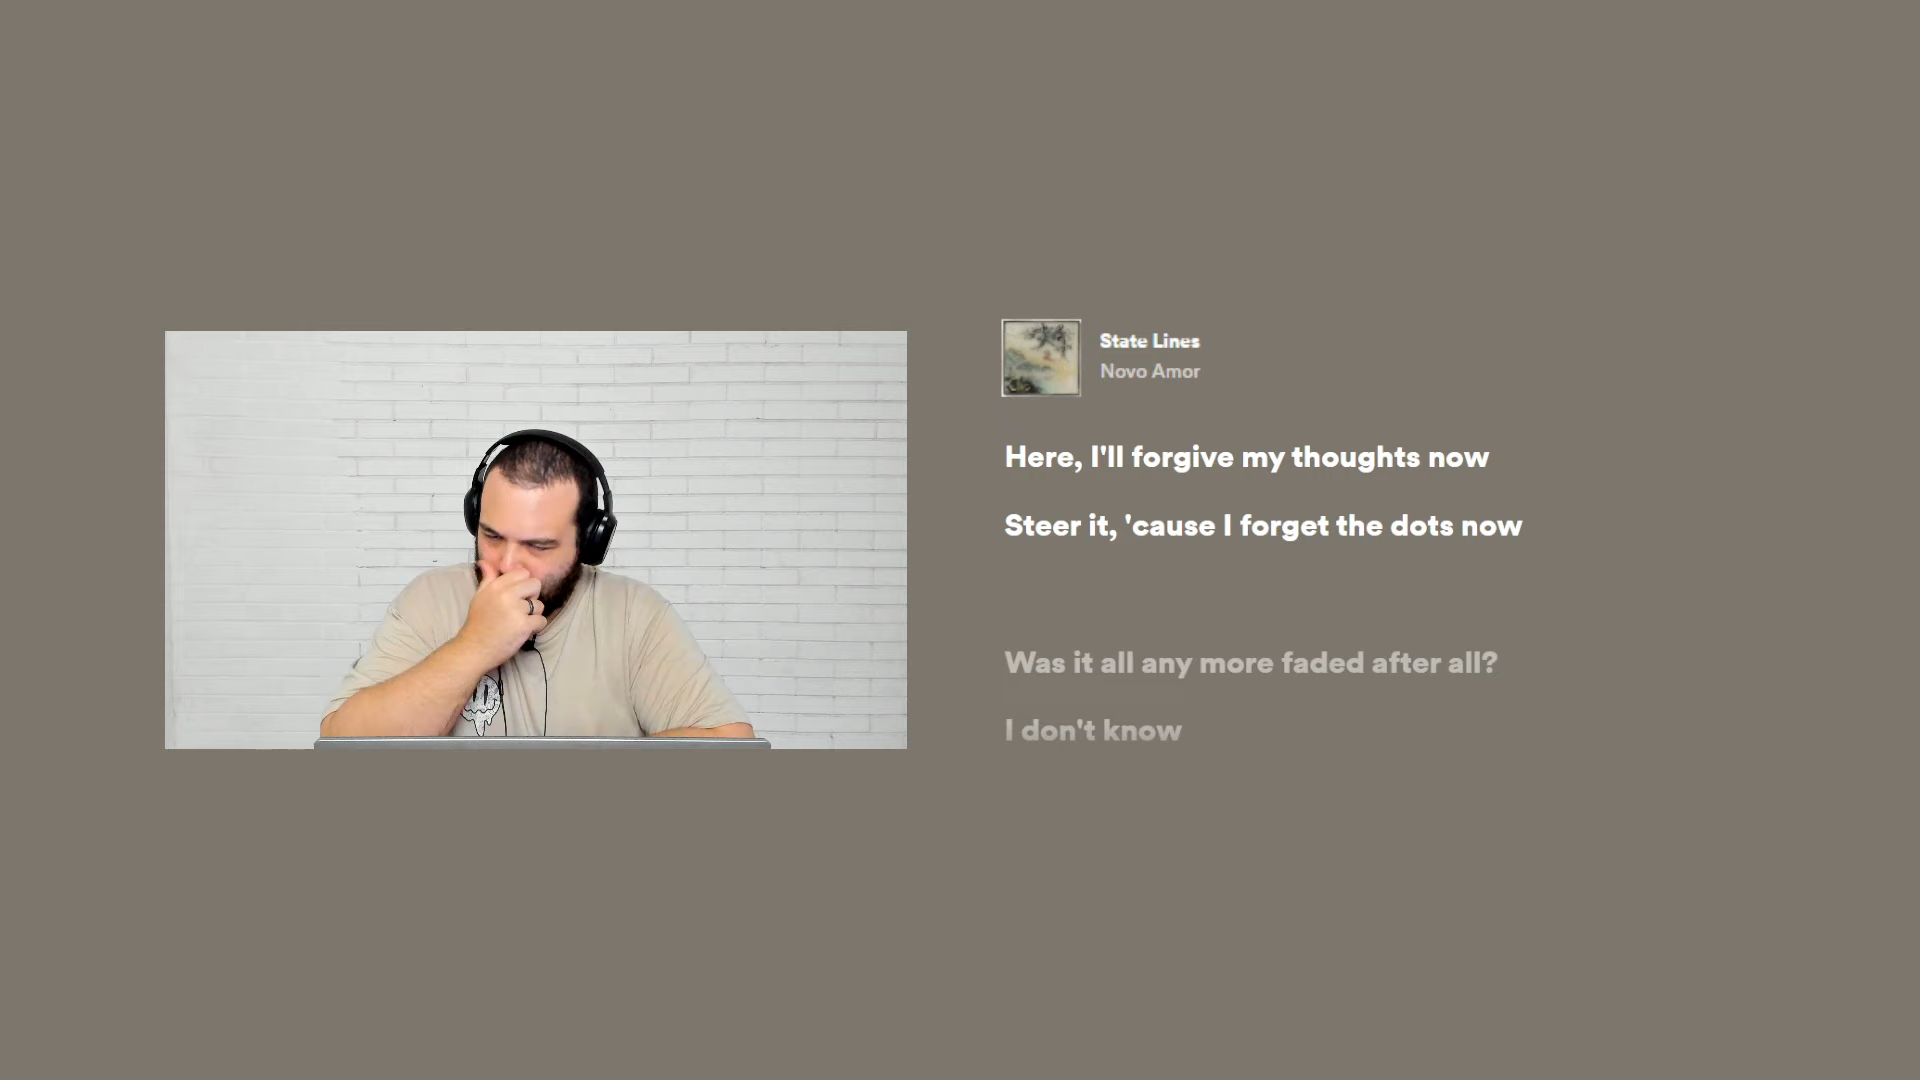 State Lines
Novo Amor
Here, I'll forgive my thoughts now
Steer it, 'cause I forget the dots now
Was it all any more faded after all?
I don't know